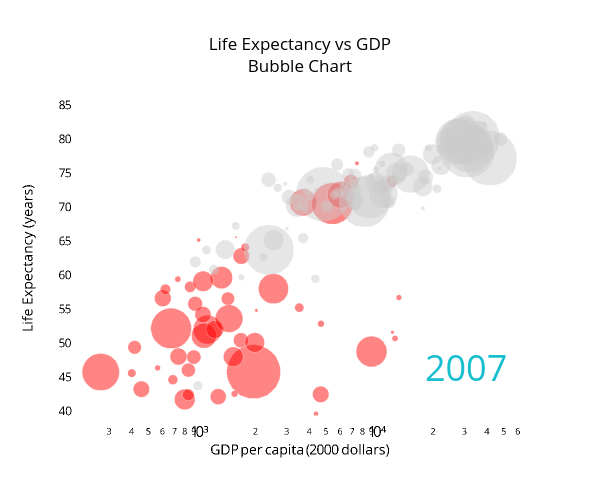 Life Expectancy vs GDP
Bubble Chart
85
80
75
70
65
60
55
50
45
40
Life Expectancy (years)
2007
3 4 5 6 7 8 9 10³ 2 3 4 5 6 7 8 9 10⁴ 2 3 4 5 6
GDP per capita (2000 dollars)